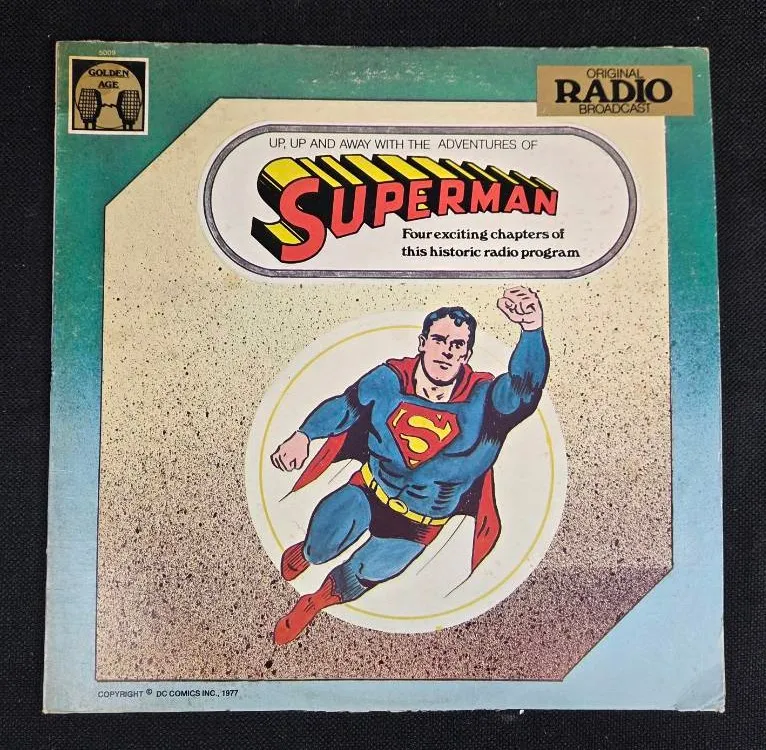 5009
GOLDEN
AGE
ORIGINAL
RADIO
BROADCAST
UP, UP AND AWAY WITH THE ADVENTURES OF
SUPERMAN
Four exciting chapters of
this historic radio program
S
COPYRIGHT © DC COMICS INC., 1977